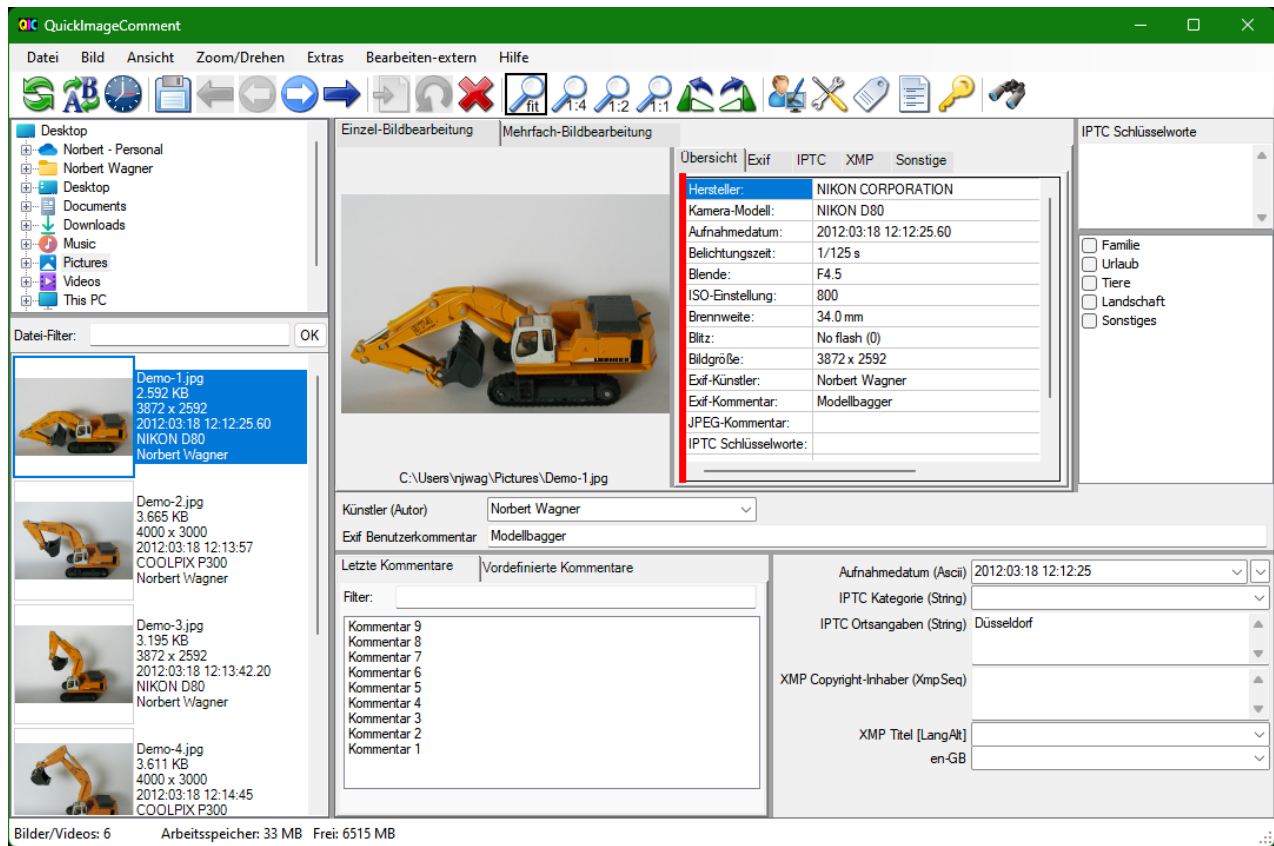 QIC QuickImageComment
Datei Bild Ansicht Zoom/Drehen Extras Bearbeiten-extern Hilfe
A B fit 1:4 1:2 1:1
Desktop
Norbert - Personal
Norbert Wagner
Desktop
Documents
Downloads
Music
Pictures
Videos
This PC
Datei-Filter: OK
Demo-1.jpg
2.592 KB
3872 x 2592
2012:03:18 12:12:25.60
NIKON D80
Norbert Wagner
Demo-2.jpg
3.665 KB
4000 x 3000
2012:03:18 12:13:57
COOLPIX P300
Norbert Wagner
Demo-3.jpg
3.195 KB
3872 x 2592
2012:03:18 12:13:42.20
NIKON D80
Norbert Wagner
Demo-4.jpg
3.611 KB
4000 x 3000
2012:03:18 12:14:45
COOLPIX P300
Einzel-Bildbearbeitung Mehrfach-Bildbearbeitung
C:\Users\njwag\Pictures\Demo-1.jpg
Übersicht Exif IPTC XMP Sonstige
Hersteller: NIKON CORPORATION
Kamera-Modell: NIKON D80
Aufnahmedatum: 2012:03:18 12:12:25.60
Belichtungszeit: 1/125 s
Blende: F4.5
ISO-Einstellung: 800
Brennweite: 34.0 mm
Blitz: No flash (0)
Bildgröße: 3872 x 2592
Exif-Künstler: Norbert Wagner
Exif-Kommentar: Modellbagger
JPEG-Kommentar:
IPTC Schlüsselworte:
IPTC Schlüsselworte
Familie
Urlaub
Tiere
Landschaft
Sonstiges
Künstler (Autor) Norbert Wagner
Exif Benutzerkommentar Modellbagger
Letzte Kommentare Vordefinierte Kommentare
Filter:
Kommentar 9
Kommentar 8
Kommentar 7
Kommentar 6
Kommentar 5
Kommentar 4
Kommentar 3
Kommentar 2
Kommentar 1
Aufnahmedatum (Ascii) 2012:03:18 12:12:25
IPTC Kategorie (String)
IPTC Ortsangaben (String) Düsseldorf
XMP Copyright-Inhaber (XmpSeq)
XMP Titel [LangAlt]
en-GB
Bilder/Videos: 6 Arbeitsspeicher: 33 MB Frei: 6515 MB